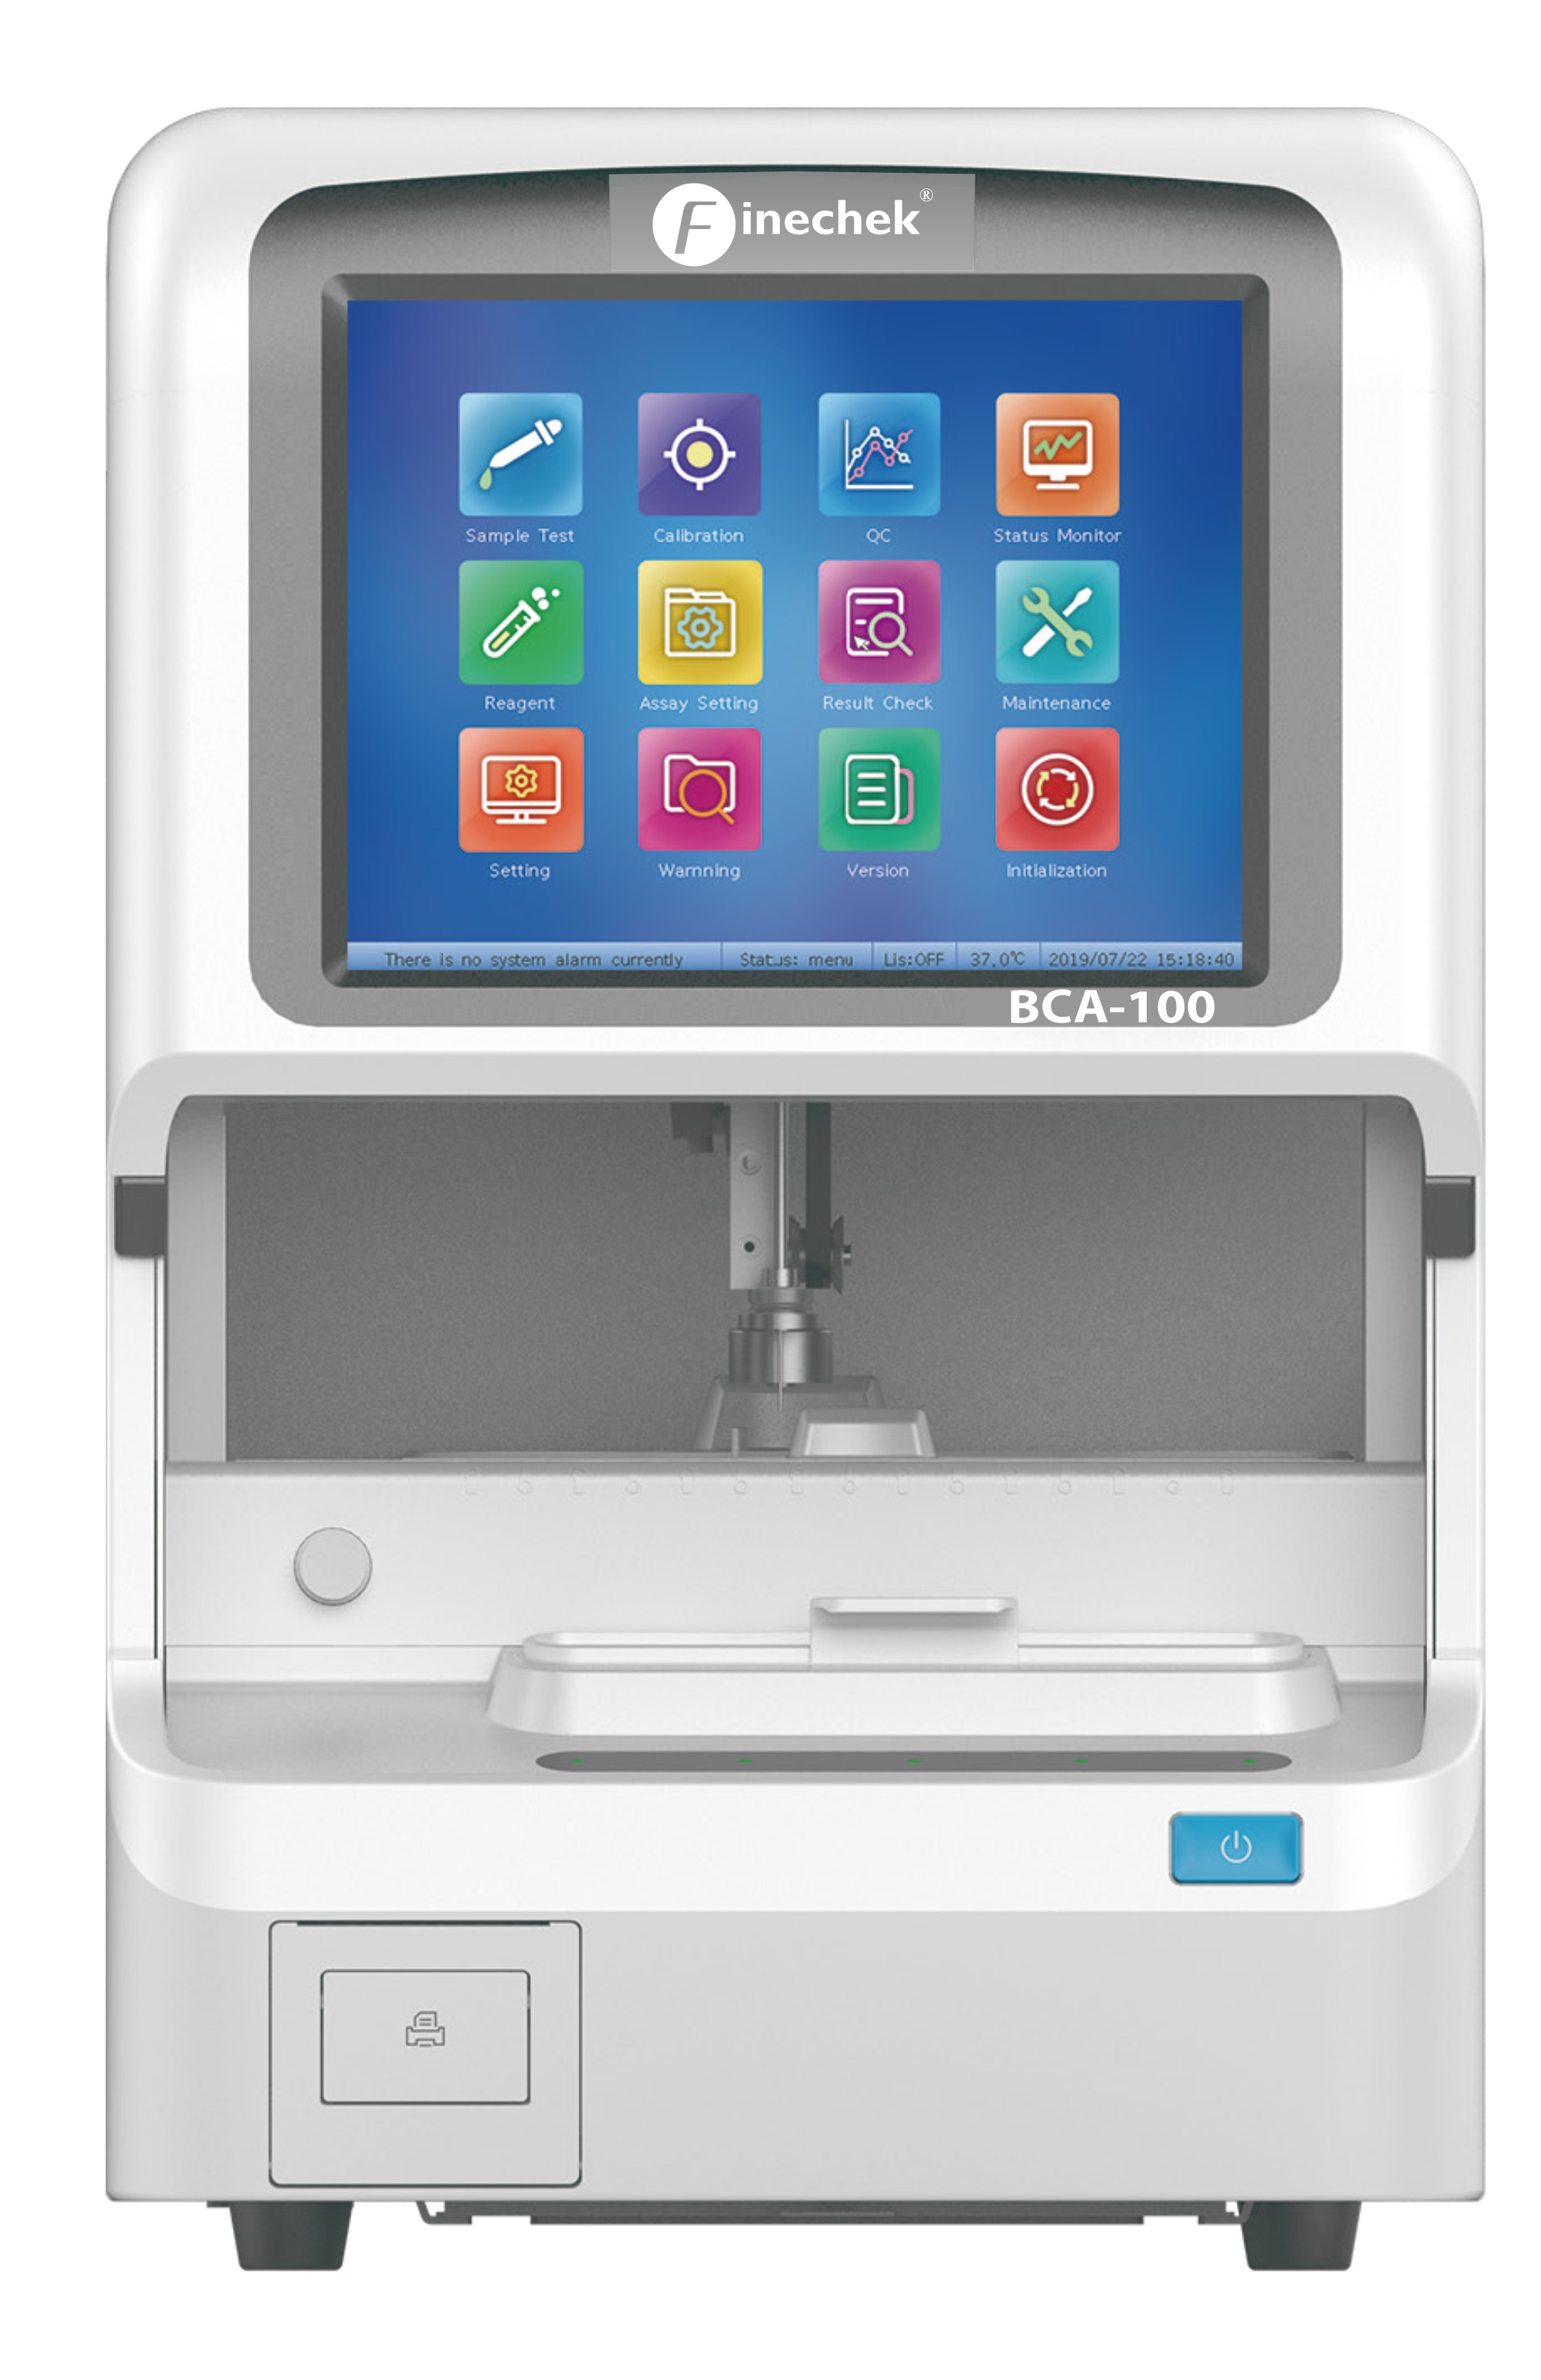 Finechek®
Sample Test Calibration QC Status Monitor
Reagent Assay Setting Result Check Maintenance
Setting Warnning Version Initialization
There is no system alarm currently Status: menu Lis:OFF 37.0℃ 2019/07/22 15:18:40
BCA-100